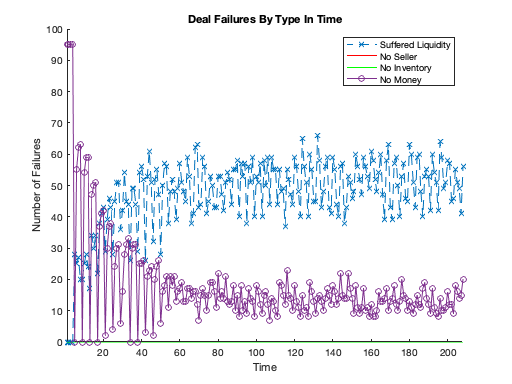 Deal Failures By Type In Time
100
90
80
70
60
50
40
30
20
10
0
Number of Failures
Suffered Liquidity
No Seller
No Inventory
No Money
20 40 60 80 100 120 140 160 180 200
Time